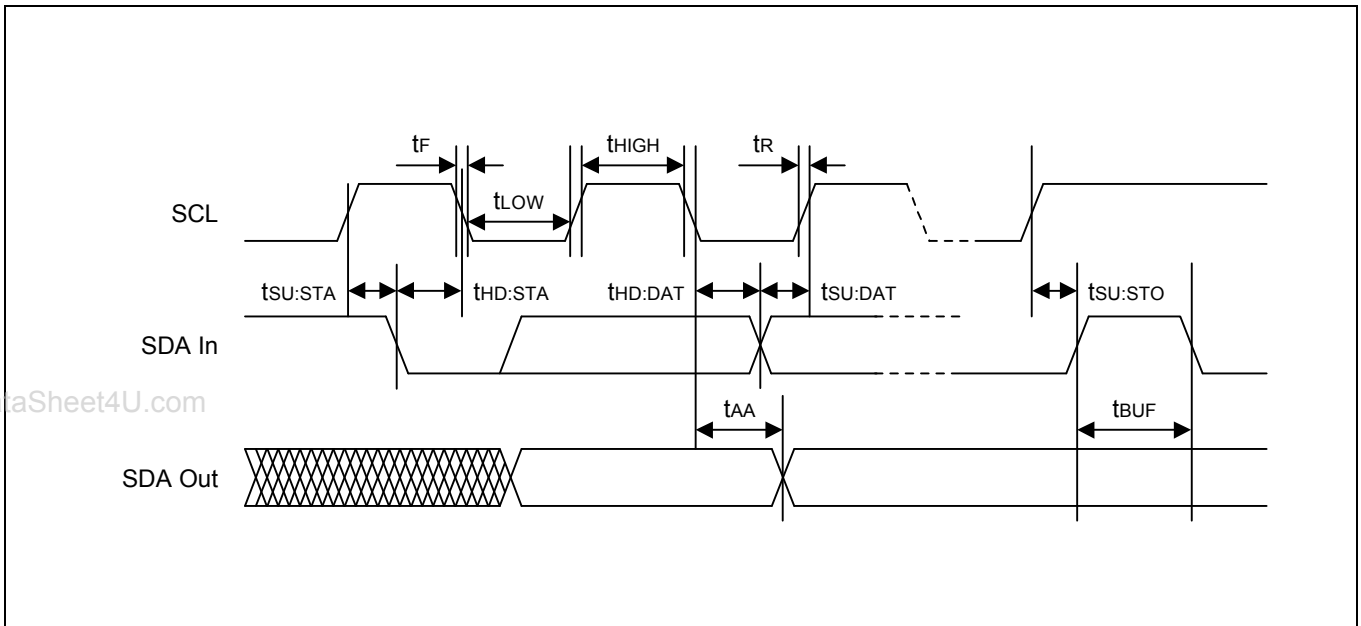 tF
tHIGH
tR
SCL
tLOW
tSU:STA
tHD:STA
tHD:DAT
tSU:DAT
tSU:STO
SDA In
taSheet4U.com
tAA
tBUF
SDA Out